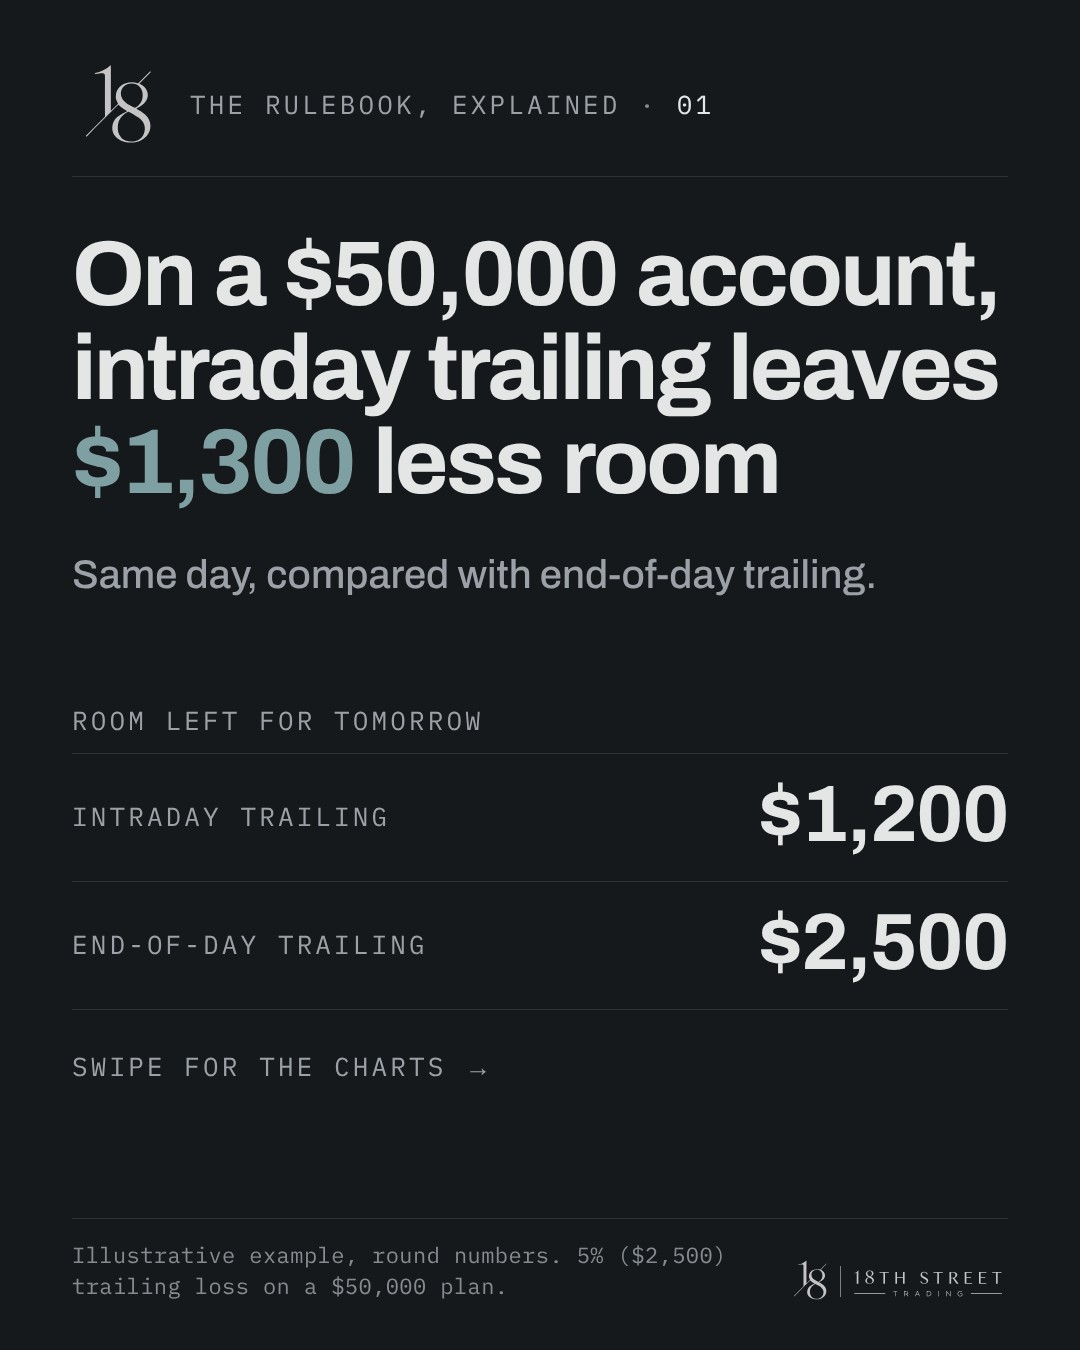 18
THE RULEBOOK, EXPLAINED · 01
On a $50,000 account,
intraday trailing leaves
$1,300 less room
Same day, compared with end-of-day trailing.
ROOM LEFT FOR TOMORROW
INTRADAY TRAILING $1,200
END-OF-DAY TRAILING $2,500
SWIPE FOR THE CHARTS →
Illustrative example, round numbers. 5% ($2,500)
trailing loss on a $50,000 plan.
18 | 18TH STREET
TRADING